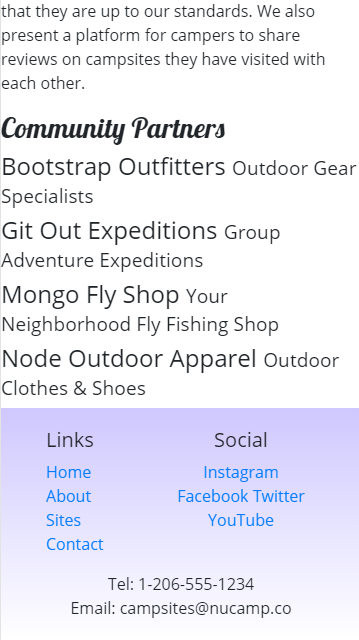 that they are up to our standards. We also
present a platform for campers to share
reviews on campsites they have visited with
each other.
Community Partners
Bootstrap Outfitters Outdoor Gear
Specialists
Git Out Expeditions Group
Adventure Expeditions
Mongo Fly Shop Your
Neighborhood Fly Fishing Shop
Node Outdoor Apparel Outdoor
Clothes & Shoes
Links
Home
About
Sites
Contact
Social
Instagram
Facebook Twitter
YouTube
Tel: 1-206-555-1234
Email: campsites@nucamp.co